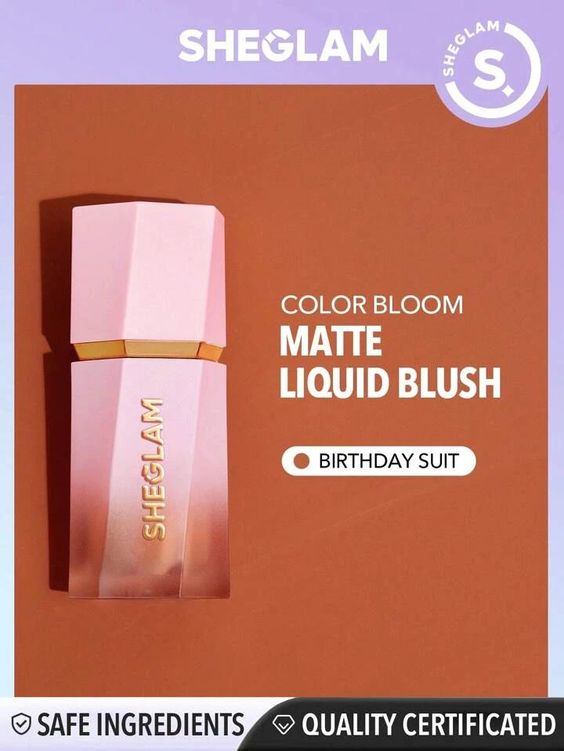 SHEGLAM
SHEGLAM
S
COLOR BLOOM
MATTE
LIQUID BLUSH
BIRTHDAY SUIT
SHEGLAM
SAFE INGREDIENTS
QUALITY CERTIFICATED